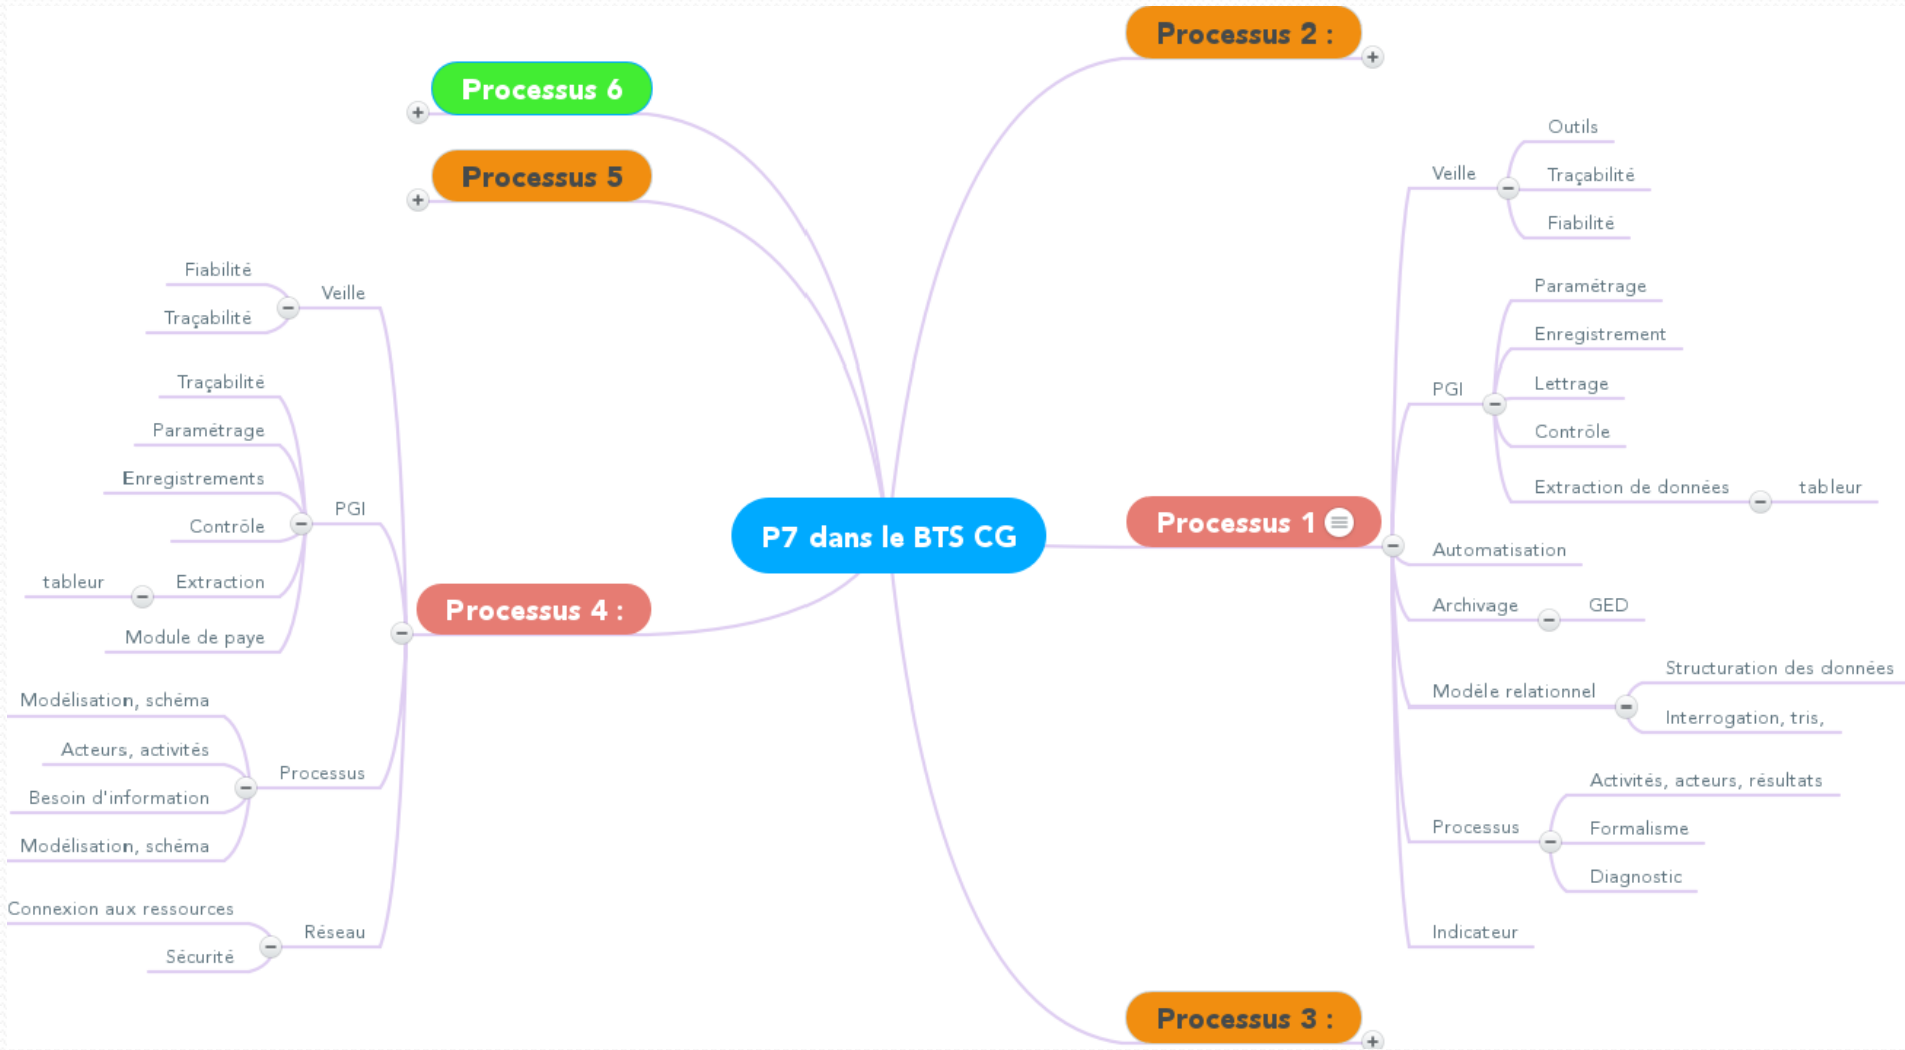 P7 dans le BTS CG
Processus 6
Processus 5
Veille
Fiabilité
Traçabilité
PGI
Traçabilité
Paramétrage
Enregistrements
Contrôle
Extraction
tableur
Module de paye
Processus 4 :
Processus
Modélisation, schéma
Acteurs, activités
Besoin d'information
Modélisation, schéma
Réseau
Connexion aux ressources
Sécurité
Processus 2 :
Processus 1
Veille
Outils
Traçabilité
Fiabilité
PGI
Paramétrage
Enregistrement
Lettrage
Contrôle
Extraction de données
tableur
Automatisation
Archivage
GED
Modèle relationnel
Structuration des données
Interrogation, tris,
Processus
Activités, acteurs, résultats
Formalisme
Diagnostic
Indicateur
Processus 3 :